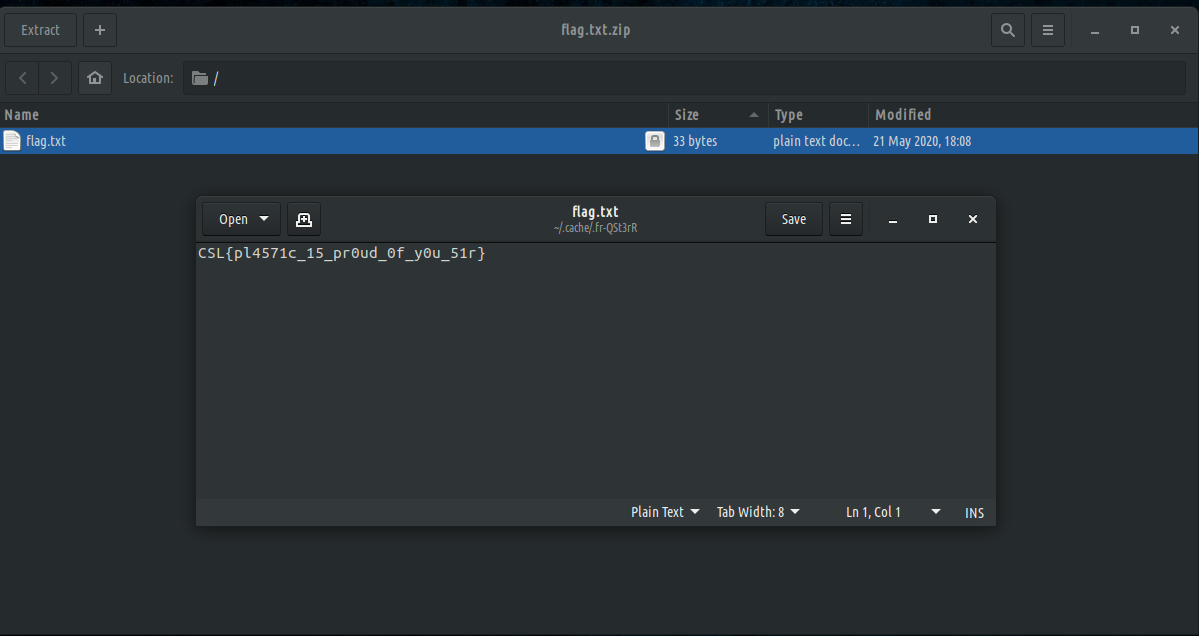 Extract + flag.txt.zip
Location: /
Name Size Type Modified
flag.txt 33 bytes plain text doc... 21 May 2020, 18:08
Open flag.txt Save
~/.cache/.fr-QSt3rR
CSL{pl4571c_15_pr0ud_0f_y0u_51r}
Plain Text Tab Width: 8 Ln 1, Col 1 INS